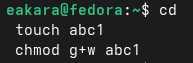 eakara@fedora:~$ cd
touch abc1
chmod g+w abc1